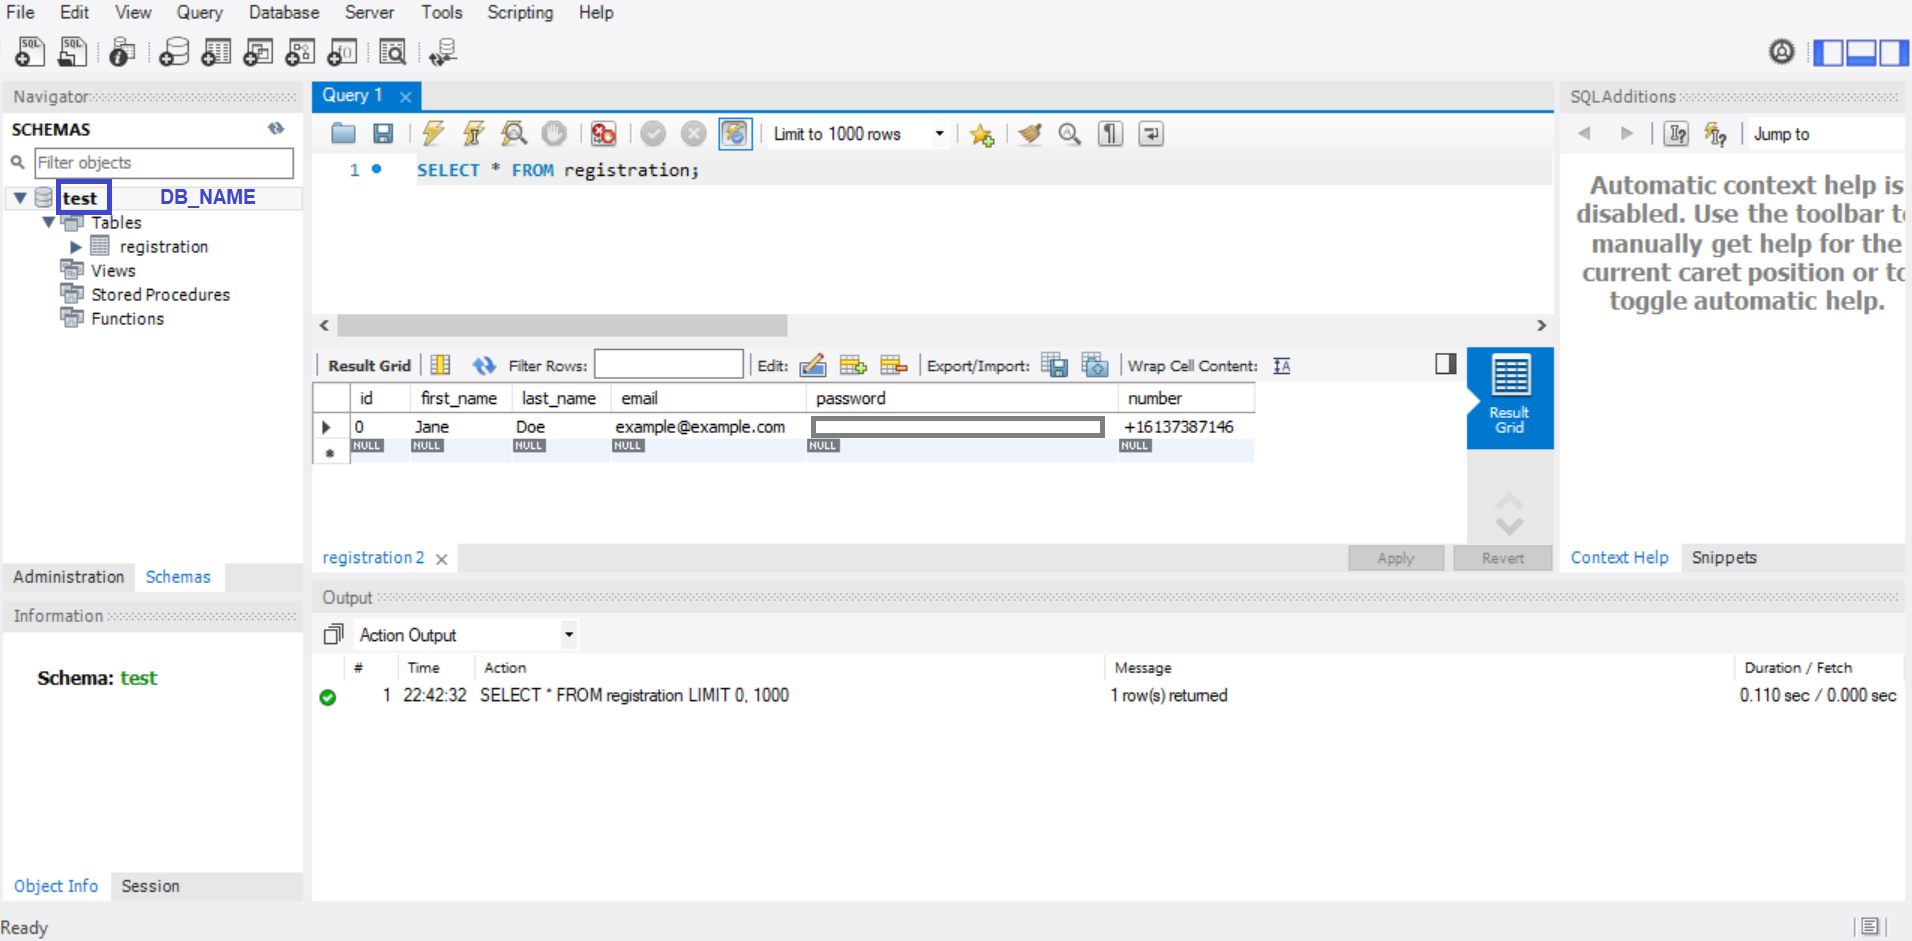 File Edit View Query Database Server Tools Scripting Help
SQL SQL
Navigator
SCHEMAS
Filter objects
test DB_NAME
Tables
registration
Views
Stored Procedures
Functions
Administration Schemas
Information
Schema: test
Object Info Session
Query 1
Limit to 1000 rows
1 SELECT * FROM registration;
Result Grid Filter Rows: Edit: Export/Import: Wrap Cell Content:
id first_name last_name email password number
0 Jane Doe example@example.com +16137387146
NULL NULL NULL NULL NULL NULL
Result
Grid
registration 2 Apply Revert
Output
Action Output
# Time Action Message Duration / Fetch
1 22:42:32 SELECT * FROM registration LIMIT 0, 1000 1 row(s) returned 0.110 sec / 0.000 sec
SQLAdditions
Jump to
Automatic context help is
disabled. Use the toolbar to
manually get help for the
current caret position or to
toggle automatic help.
Context Help Snippets
Ready